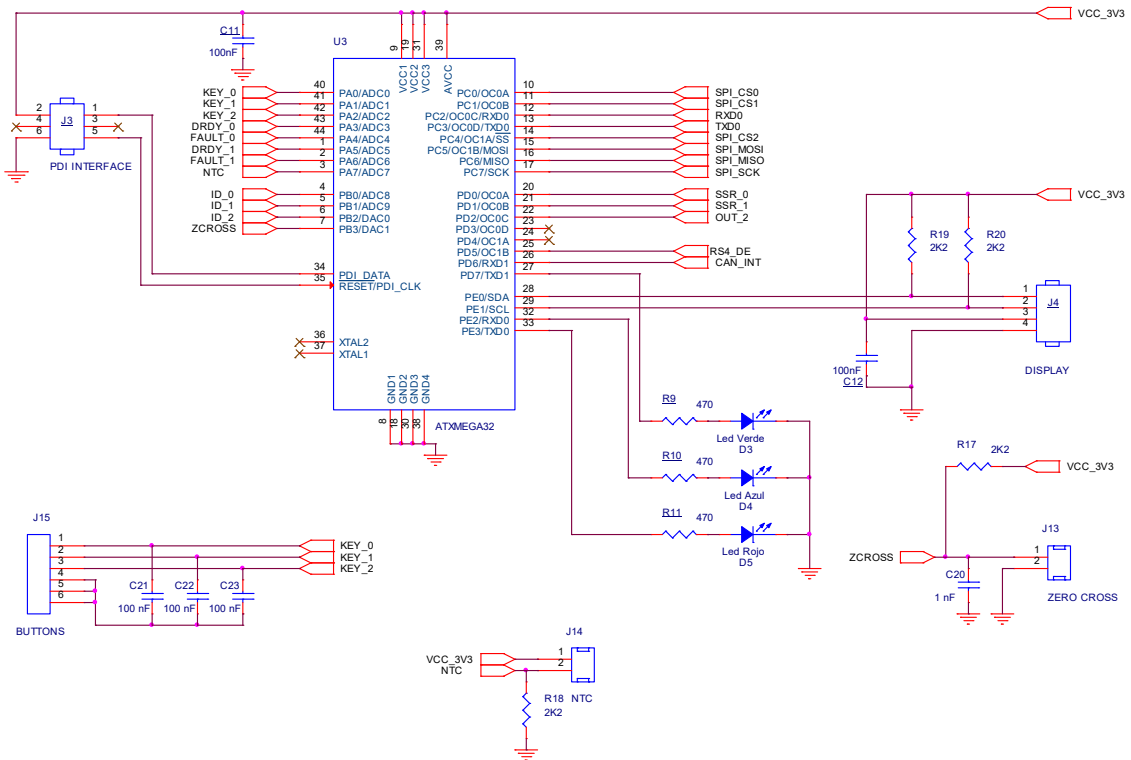 VCC_3V3
C11
100nF
U3
9
19
31
39
VCC1
VCC2
VCC3
AVCC
KEY_0
KEY_1
KEY_2
DRDY_0
FAULT_0
DRDY_1
FAULT_1
NTC
40
41
42
43
44
1
2
3
PA0/ADC0
PA1/ADC1
PA2/ADC2
PA3/ADC3
PA4/ADC4
PA5/ADC5
PA6/ADC6
PA7/ADC7
PC0/OC0A
PC1/OC0B
PC2/OC0C/RXD0
PC3/OC0D/TXD0
PC4/OC1A/SS
PC5/OC1B/MOSI
PC6/MISO
PC7/SCK
10
11
12
13
14
15
16
17
SPI_CS0
SPI_CS1
RXD0
TXD0
SPI_CS2
SPI_MOSI
SPI_MISO
SPI_SCK
2
4
6
J3
1
3
5
PDI INTERFACE
ID_0
ID_1
ID_2
ZCROSS
4
5
6
7
PB0/ADC8
PB1/ADC9
PB2/DAC0
PB3/DAC1
PD0/OC0A
PD1/OC0B
PD2/OC0C
PD3/OC0D
PD4/OC1A
PD5/OC1B
PD6/RXD1
PD7/TXD1
20
21
22
23
24
25
26
27
SSR_0
SSR_1
OUT_2
RS4_DE
CAN_INT
34
35
PDI_DATA
RESET/PDI_CLK
PE0/SDA
PE1/SCL
PE2/RXD0
PE3/TXD0
28
29
32
33
36
37
XTAL2
XTAL1
GND1
GND2
GND3
GND4
8
18
30
38
ATXMEGA32
VCC_3V3
R19
2K2
R20
2K2
1
2
3
4
J4
DISPLAY
100nF
C12
R9
470
Led Verde
D3
R10
470
Led Azul
D4
R11
470
Led Rojo
D5
R17
2K2
VCC_3V3
J13
ZCROSS
1
2
C20
1 nF
ZERO CROSS
J15
1
2
3
4
5
6
BUTTONS
KEY_0
KEY_1
KEY_2
C21
100 nF
C22
100 nF
C23
100 nF
J14
VCC_3V3
NTC
1
2
R18
2K2
NTC